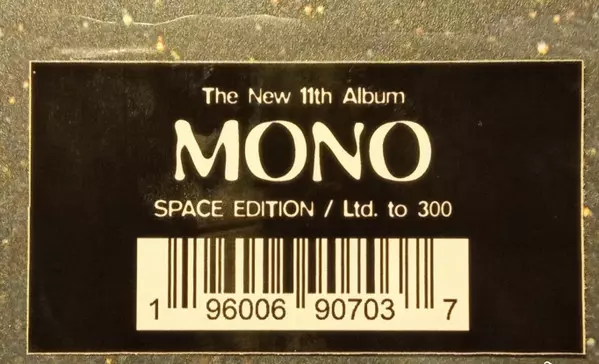 The New 11th Album
MONO
SPACE EDITION / Ltd. to 300
1 96006 90703 7